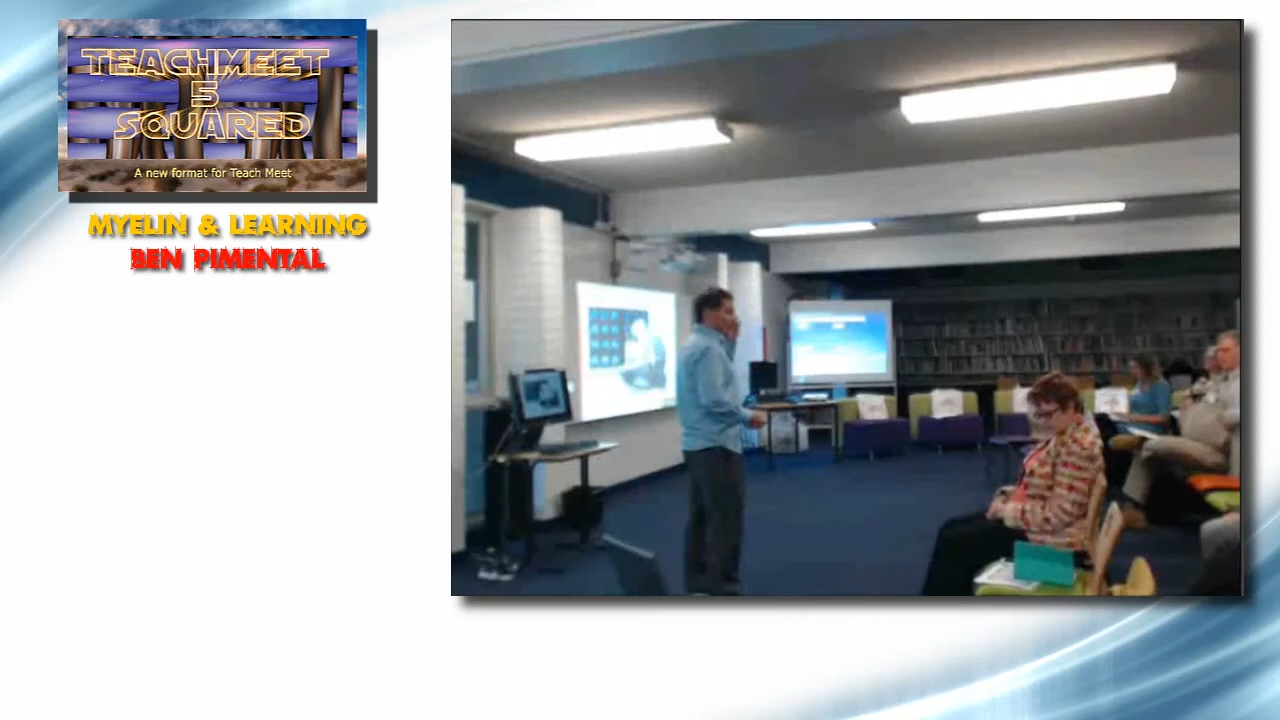 TEACHMEET
5
SQUARED
A new format for Teach Meet
MYELIN & LEARNING
BEN PIMENTAL